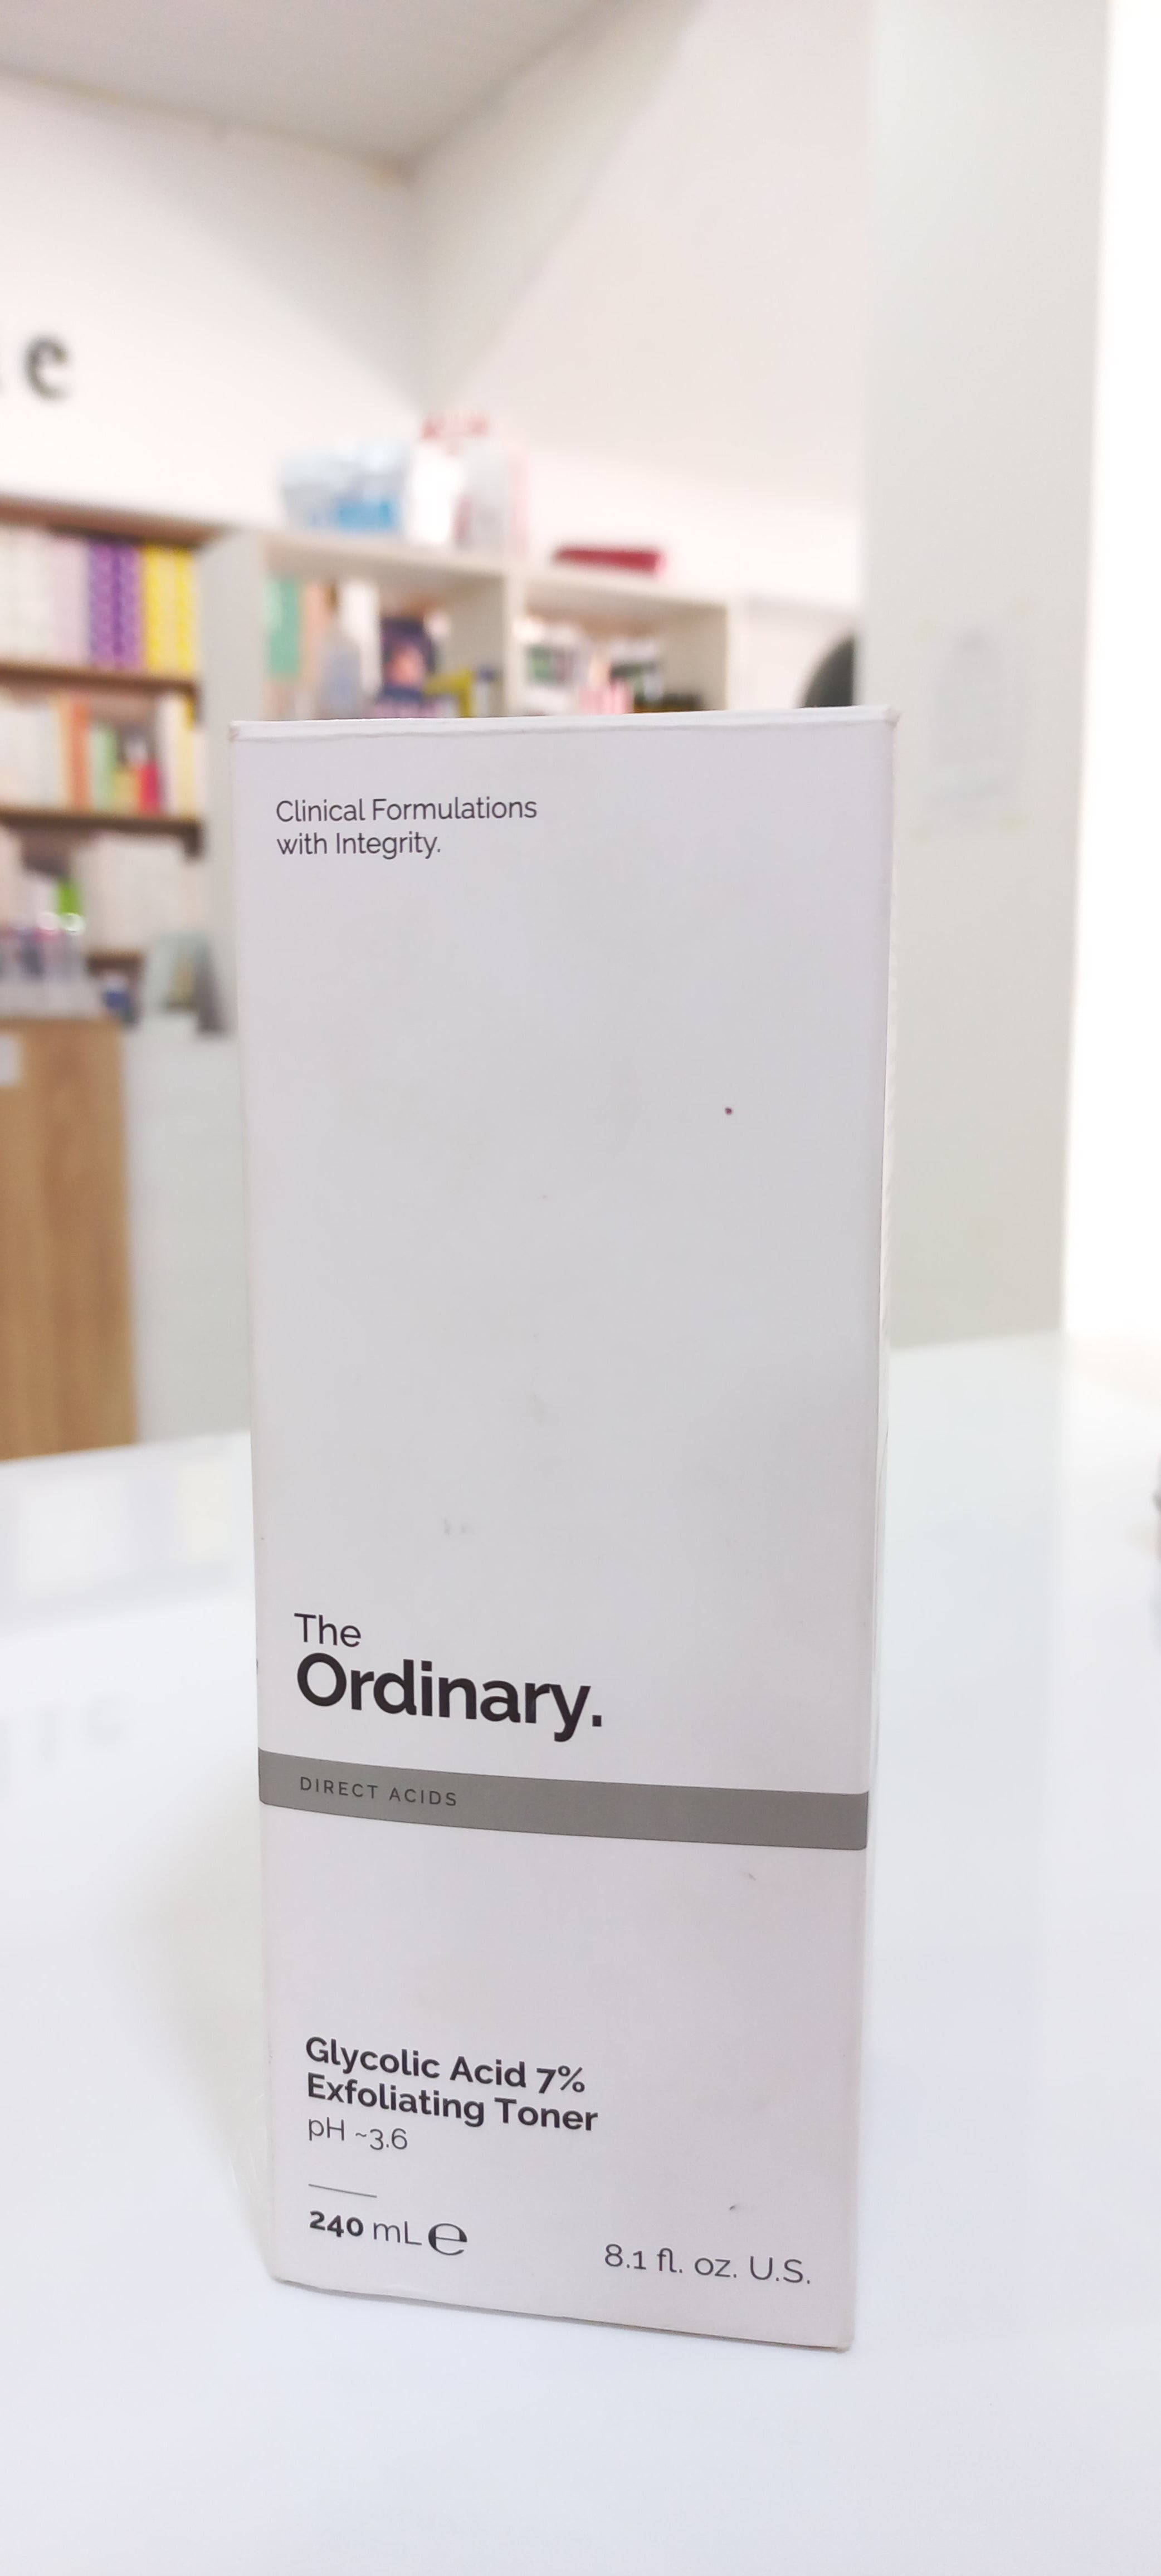 Clinical Formulations
with Integrity.
The
Ordinary.
DIRECT ACIDS
Glycolic Acid 7%
Exfoliating Toner
pH ~3.6
240 mL ℮
8.1 fl. oz. U.S.